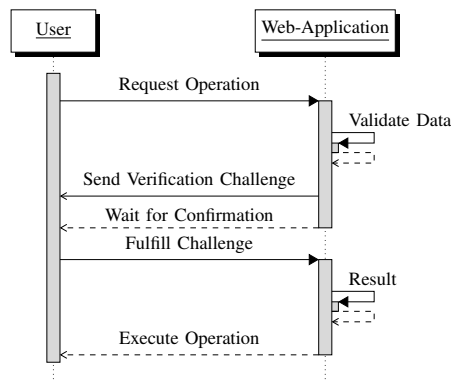 User
Web-Application
Request Operation
Validate Data
Send Verification Challenge
Wait for Confirmation
Fulfill Challenge
Result
Execute Operation